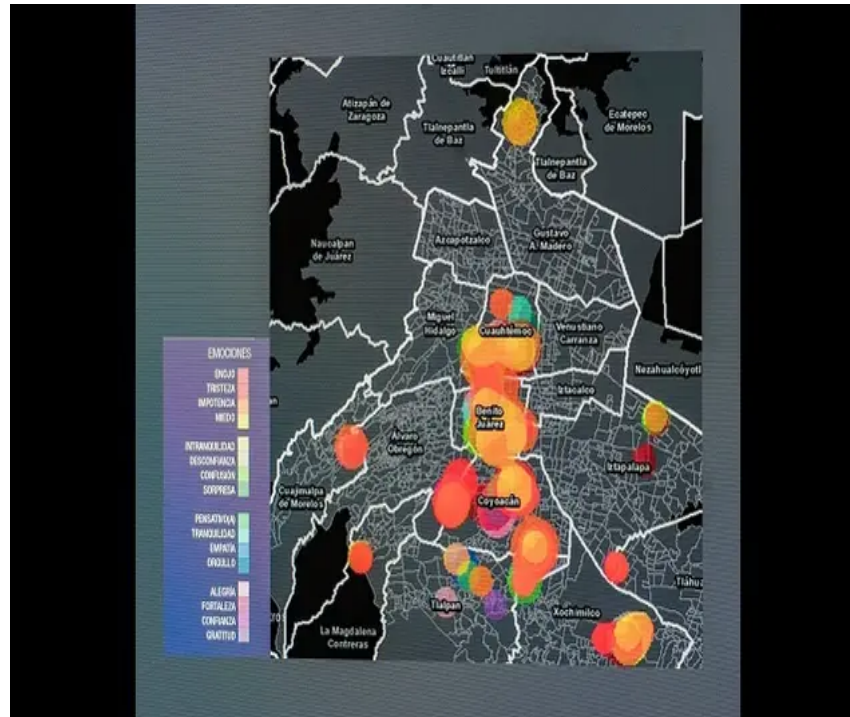 Cuautitlán
Izcalli
Tultitlán
Atizapán de
Zaragoza
Tlalnepantla
de Baz
Ecatepec
de Morelos
Tlalnepantla
de Baz
Naucalpan
de Juárez
Azcapotzalco
Gustavo
A. Madero
Miguel
Hidalgo
Cuauhtémoc
Venustiano
Carranza
Nezahualcóyotl
Iztacalco
Benito
Juárez
Álvaro
Obregón
Iztapalapa
Cuajimalpa
de Morelos
Coyoacán
Tláhua
Tlalpan
Xochimilco
La Magdalena
Contreras
EMOCIONES
ENOJO
TRISTEZA
IMPOTENCIA
MIEDO
INTRANQUILIDAD
DESCONFIANZA
CONFUSIÓN
SORPRESA
PENSATIVO(A)
TRANQUILIDAD
EMPATÍA
ORGULLO
ALEGRÍA
FORTALEZA
CONFIANZA
GRATITUD